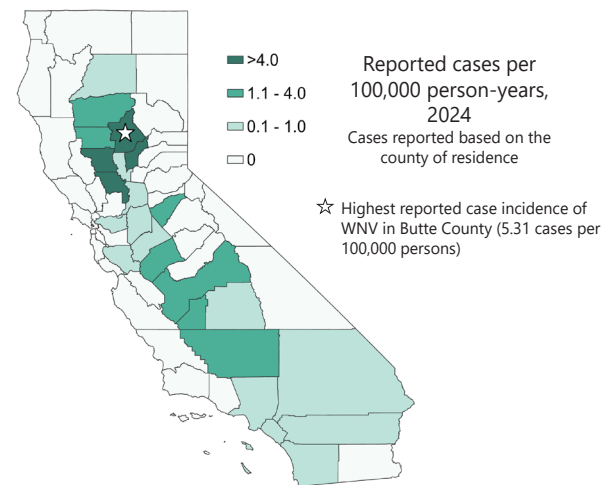 >4.0
1.1 - 4.0
0.1 - 1.0
0
Reported cases per
100,000 person-years,
2024
Cases reported based on the
county of residence
☆ Highest reported case incidence of
WNV in Butte County (5.31 cases per
100,000 persons)